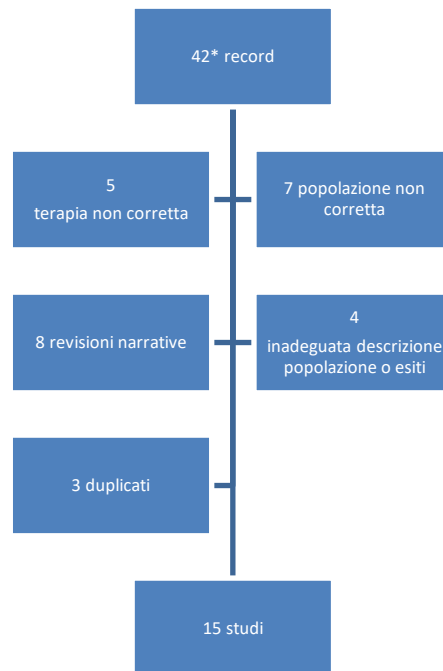 42* record
5
terapia non corretta
7 popolazione non
corretta
8 revisioni narrative
4
inadeguata descrizione
popolazione o esiti
3 duplicati
15 studi